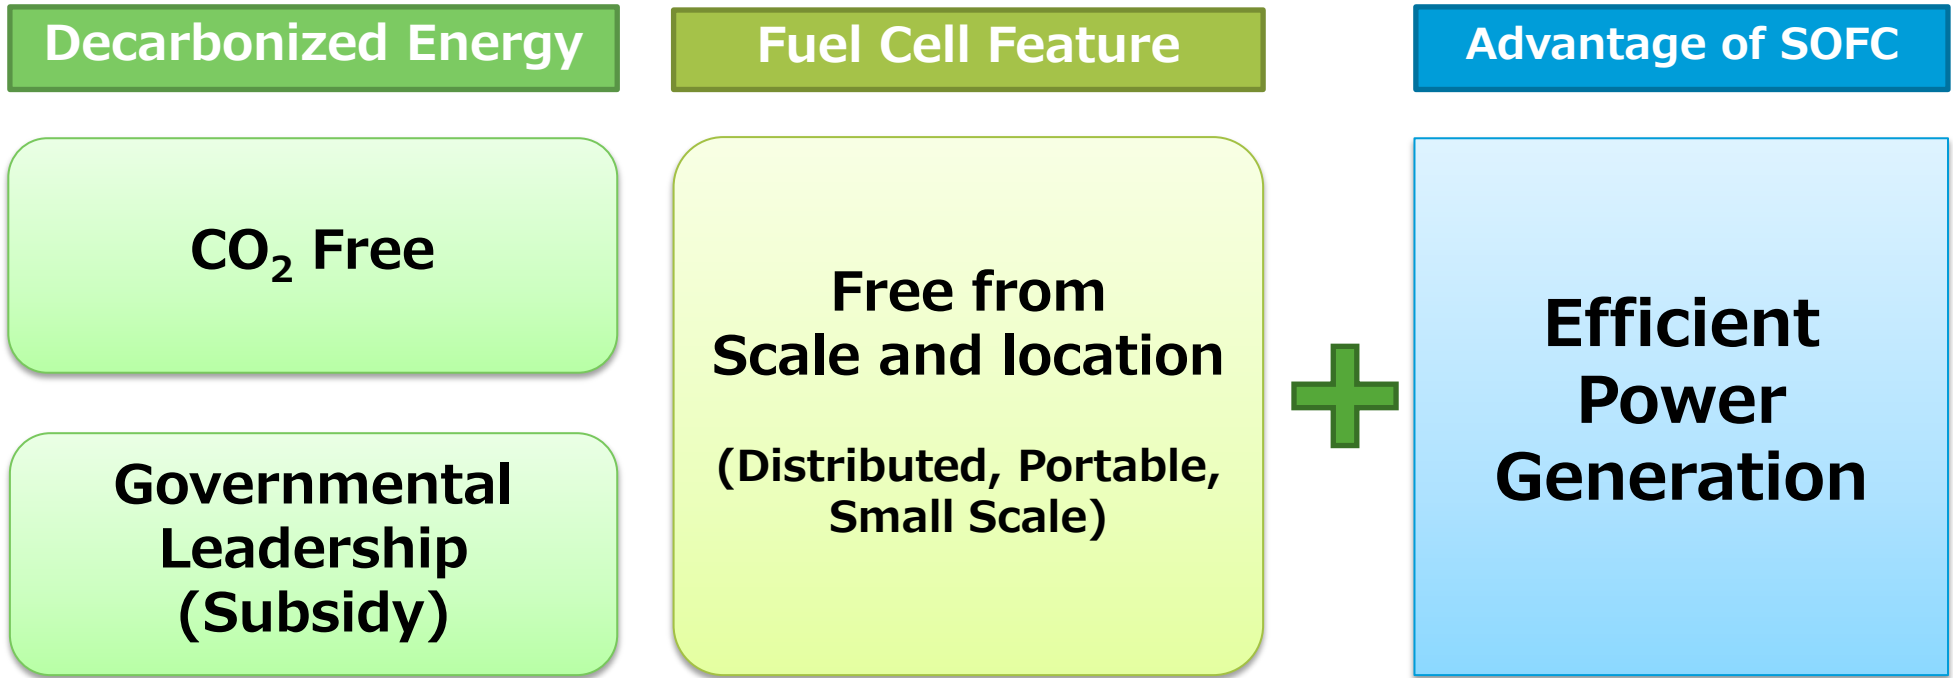 Decarbonized Energy
CO₂ Free
Governmental
Leadership
(Subsidy)
Fuel Cell Feature
Free from
Scale and location
(Distributed, Portable,
Small Scale)
Advantage of SOFC
Efficient
Power
Generation